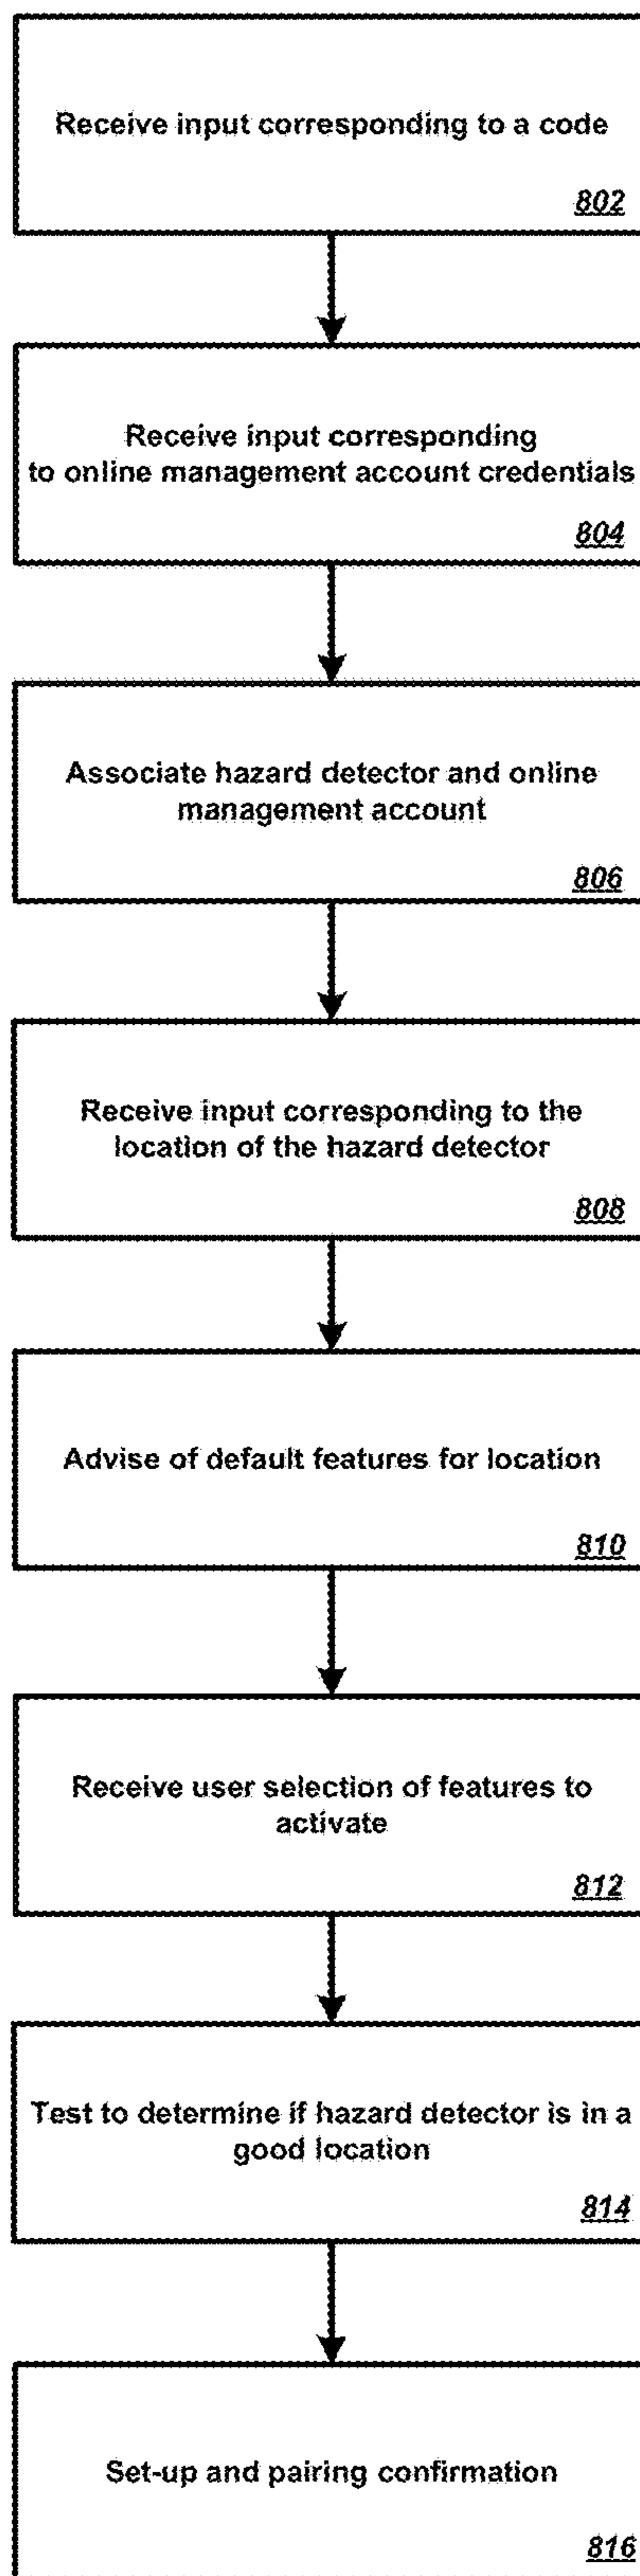 Receive input corresponding to a code
802
Receive input corresponding
to online management account credentials
804
Associate hazard detector and online
management account
806
Receive input corresponding to the
location of the hazard detector
808
Advise of default features for location
810
Receive user selection of features to
activate
812
Test to determine if hazard detector is in a
good location
814
Set-up and pairing confirmation
816